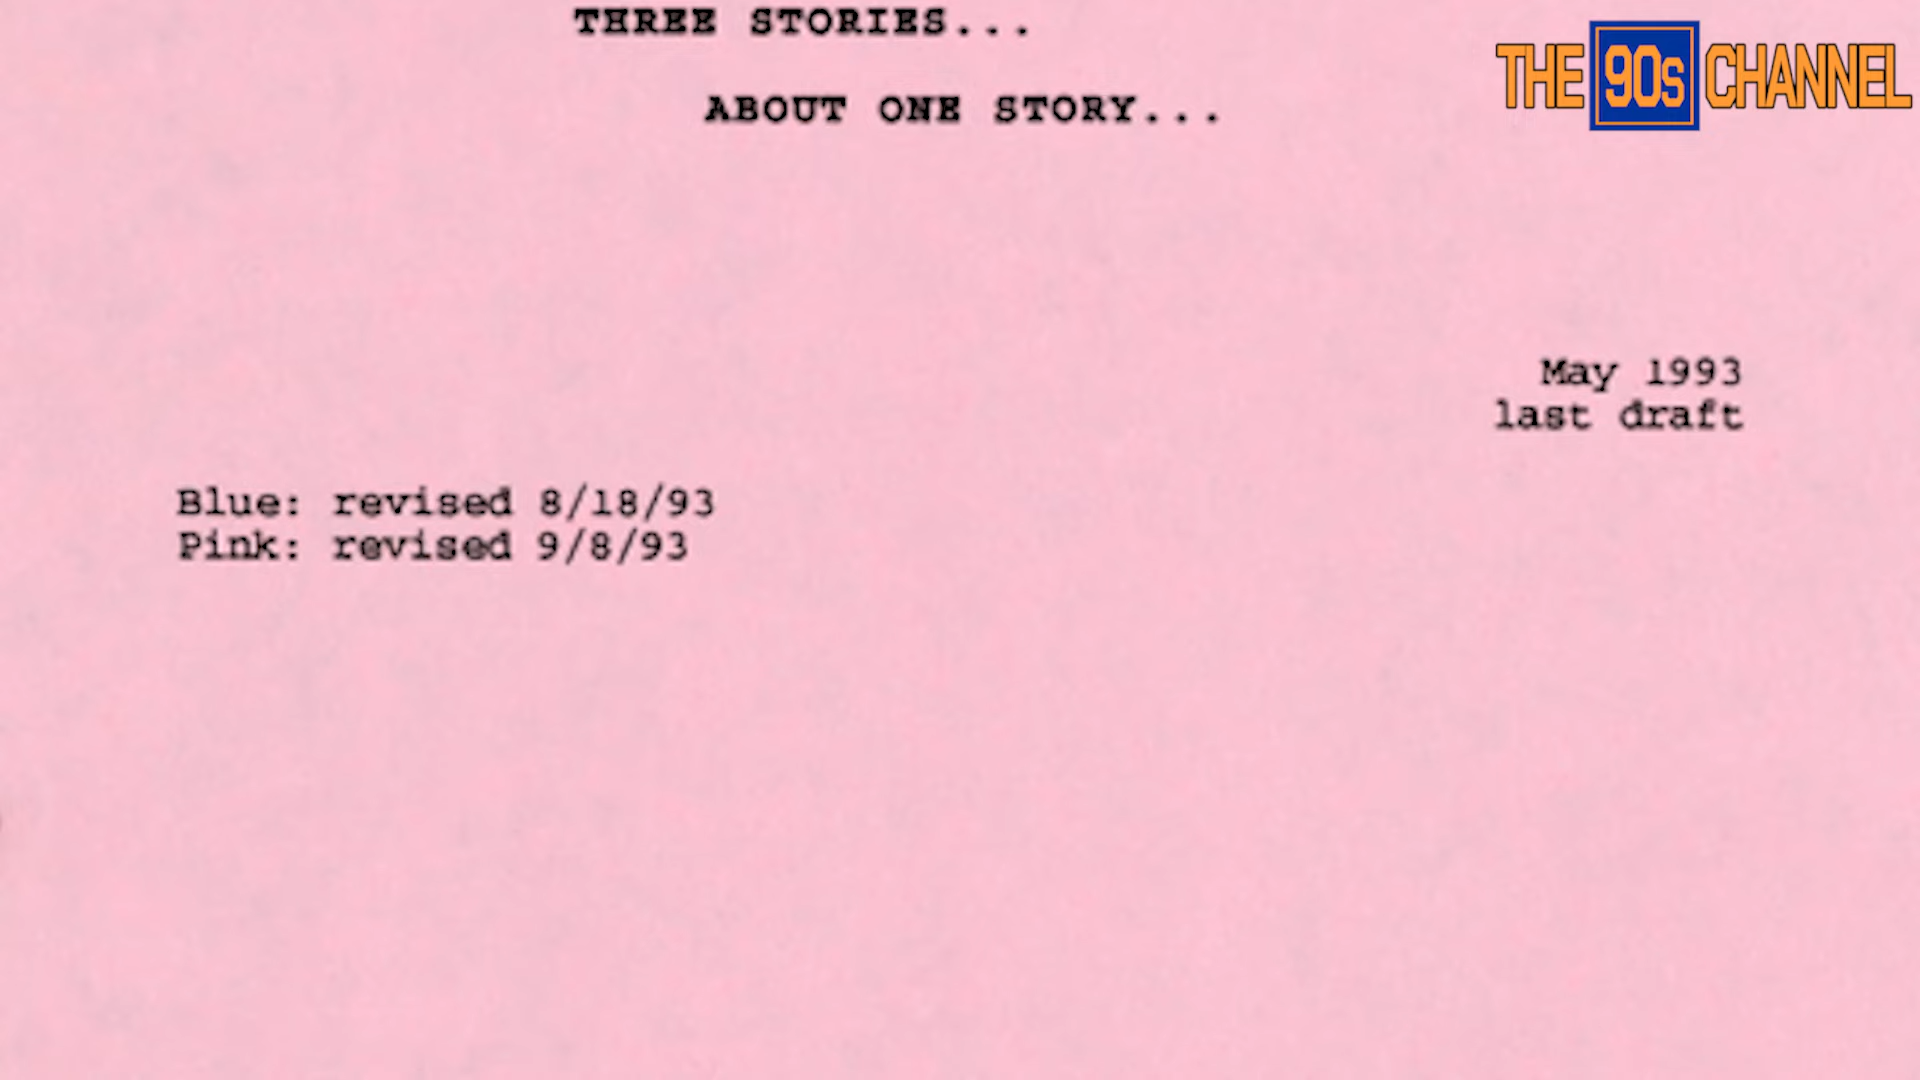 THREE STORIES...
THE 90s CHANNEL
ABOUT ONE STORY...
May 1993
last draft
Blue: revised 8/18/93
Pink: revised 9/8/93